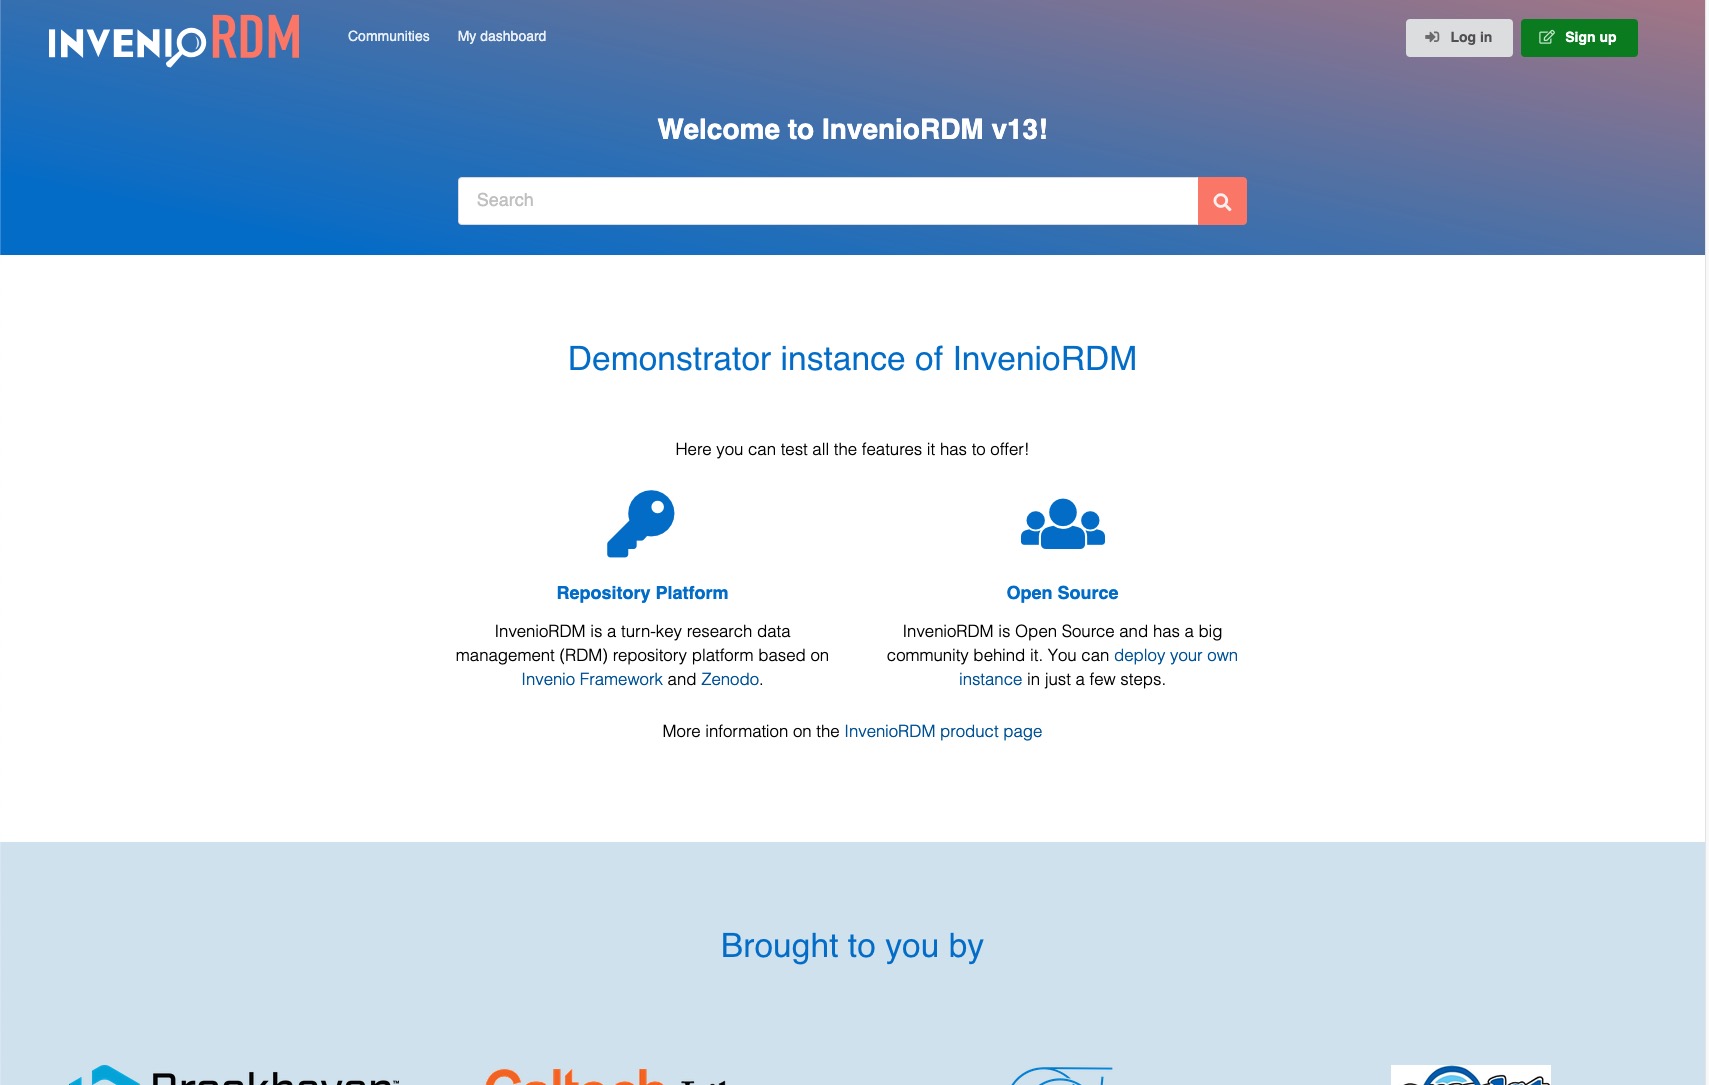 INVENIO RDM
Communities
My dashboard
Log in
Sign up
Welcome to InvenioRDM v13!
Search
Demonstrator instance of InvenioRDM
Here you can test all the features it has to offer!
Repository Platform
InvenioRDM is a turn-key research data
management (RDM) repository platform based on
Invenio Framework and Zenodo.
Open Source
InvenioRDM is Open Source and has a big
community behind it. You can deploy your own
instance in just a few steps.
More information on the InvenioRDM product page
Brought to you by
Brookhaven™
Caltech